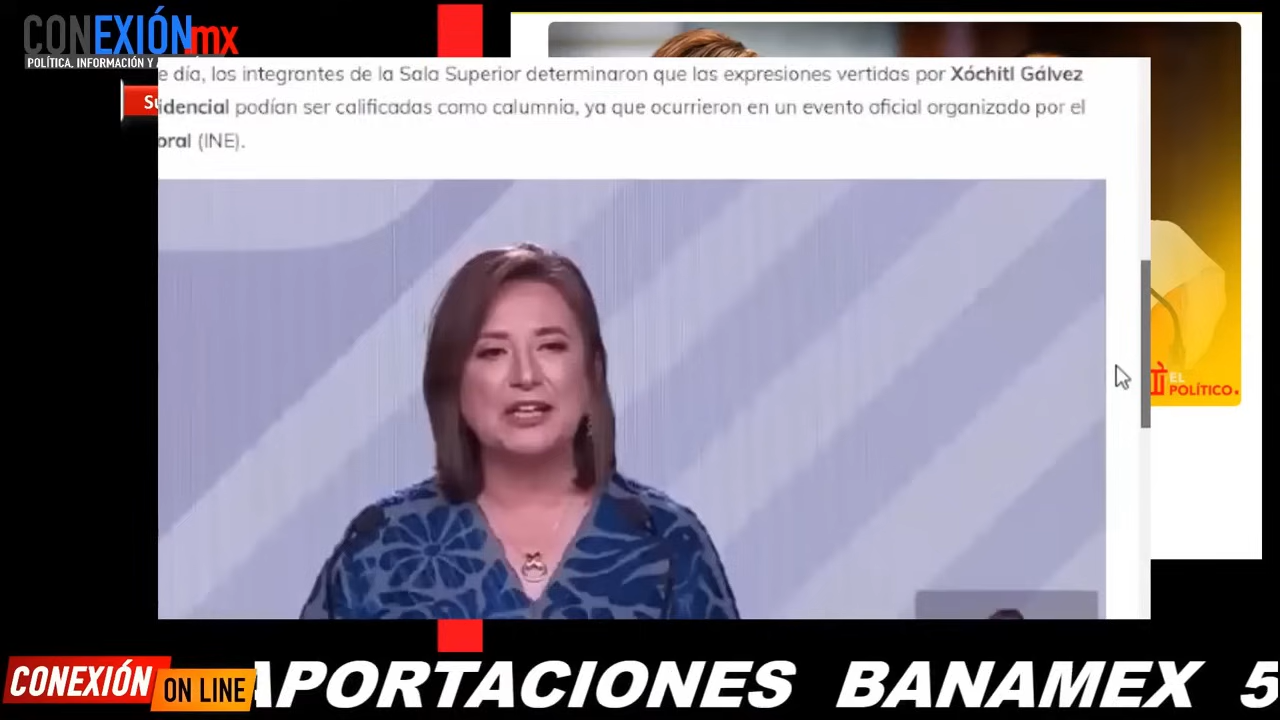 CONEXIÓNmx
POLÍTICA, INFORMACIÓN Y
e día, los integrantes de la Sala Superior determinaron que las expresiones vertidas por Xóchitl Gálvez
idencial podían ser calificadas como calumnia, ya que ocurrieron en un evento oficial organizado por el
oral (INE).
EL
POLÍTICO.
CONEXIÓN
ON LINE
APORTACIONES BANAMEX 5